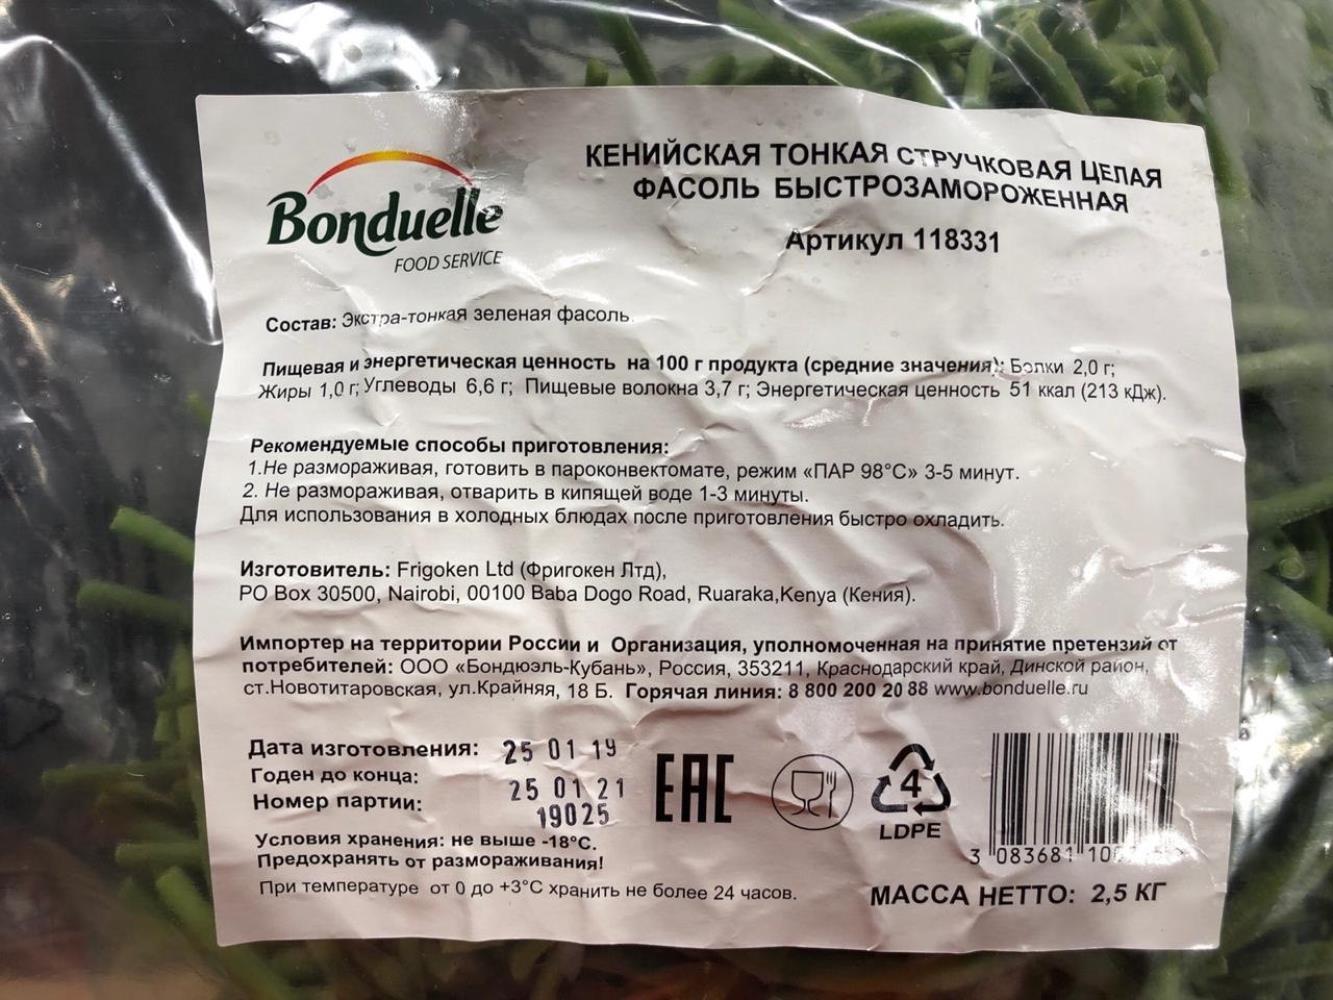 Bonduelle
FOOD SERVICE
КЕНИЙСКАЯ ТОНКАЯ СТРУЧКОВАЯ ЦЕЛАЯ
ФАСОЛЬ БЫСТРОЗАМОРОЖЕННАЯ
Артикул 118331
Состав: Экстра-тонкая зеленая фасоль.
Пищевая и энергетическая ценность на 100 г продукта (средние значения): Белки 2,0 г;
Жиры 1,0 г; Углеводы 6,6 г; Пищевые волокна 3,7 г; Энергетическая ценность 51 ккал (213 кДж).
Рекомендуемые способы приготовления:
1.Не размораживая, готовить в пароконвектомате, режим «ПАР 98°С» 3-5 минут.
2. Не размораживая, отварить в кипящей воде 1-3 минуты.
Для использования в холодных блюдах после приготовления быстро охладить.
Изготовитель: Frigoken Ltd (Фригокен Лтд),
PO Box 30500, Nairobi, 00100 Baba Dogo Road, Ruaraka,Kenya (Кения).
Импортер на территории России и Организация, уполномоченная на принятие претензий от
потребителей: ООО «Бондюэль-Кубань», Россия, 353211, Краснодарский край, Динской район,
ст.Новотитаровская, ул.Крайняя, 18 Б. Горячая линия: 8 800 200 20 88 www.bonduelle.ru
Дата изготовления: 25 01 19
Годен до конца: 25 01 21
Номер партии: 19025
Условия хранения: не выше -18°С.
Предохранять от размораживания!
При температуре от 0 до +3°С хранить не более 24 часов.
ЕАС
4
LDPE
3 083681
МАССА НЕТТО: 2,5 КГ